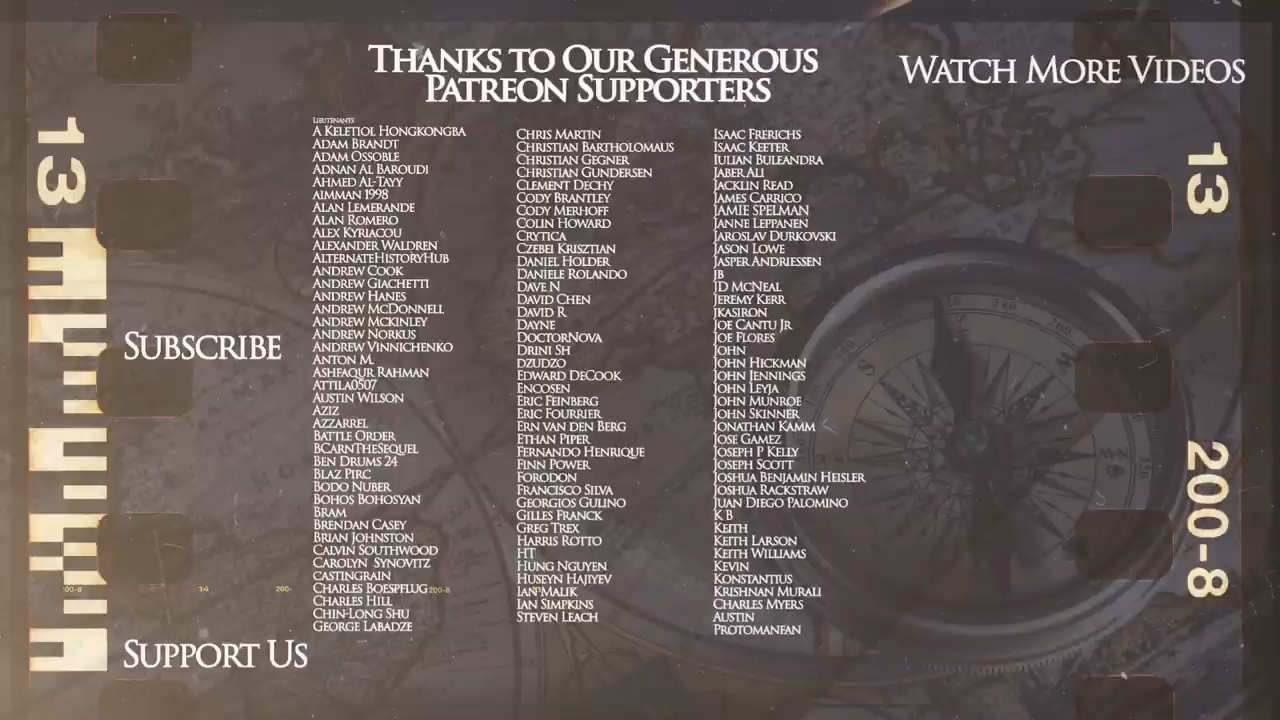 THANKS TO OUR GENEROUS
PATREON SUPPORTERS
WATCH MORE VIDEOS
SUBSCRIBE
SUPPORT US
LIEUTENANTS
A KELETIOL HONGKONGBA
ADAM BRANDT
ADAM OSSOBLE
ADNAN AL BAROUDI
AHMED AL-TAYY
AIMMAN 1998
ALAN LEMERANDE
ALAN ROMERO
ALEX KYRIACOU
ALEXANDER WALDREN
ALTERNATEHISTORYHUB
ANDREW COOK
ANDREW GIACHETTI
ANDREW HANES
ANDREW MCDONNELL
ANDREW MCKINLEY
ANDREW NORKUS
ANDREW VINNICHENKO
ANTON M.
ASHFAQUR RAHMAN
ATTILA0507
AUSTIN WILSON
AZIZ
AZZARREL
BATTLE ORDER
BCARNTHESEQUEL
BEN DRUMS 24
BLAZ PIRC
BODO NUBER
BOHOS BOHOSYAN
BRAM
BRENDAN CASEY
BRIAN JOHNSTON
CALVIN SOUTHWOOD
CAROLYN SYNOVITZ
CASTINGRAIN
CHARLES BOESPFLUG
CHARLES HILL
CHIN-LONG SHU
GEORGE LABADZE
CHRIS MARTIN
CHRISTIAN BARTHOLOMAUS
CHRISTIAN GEGNER
CHRISTIAN GUNDERSEN
CLEMENT DECHY
CODY BRANTLEY
CODY MERHOFF
COLIN HOWARD
CRYTICA
CZEBEI KRISZTIAN
DANIEL HOLDER
DANIELE ROLANDO
DAVE N
DAVID CHEN
DAVID R
DAYNE
DOCTORNOVA
DRINI SH
DZUDZO
EDWARD DECOOK
ENCOSEN
ERIC FEINBERG
ERIC FOURRIER
ERN VAN DEN BERG
ETHAN PIPER
FERNANDO HENRIQUE
FINN POWER
FORODON
FRANCISCO SILVA
GEORGIOS GULINO
GILLES FRANCK
GREG TREX
HARRIS ROTTO
HT
HUNG NGUYEN
HUSEYN HAJIYEV
IAN MALIK
IAN SIMPKINS
STEVEN LEACH
ISAAC FRERICHS
ISAAC KEETER
IULIAN BULEANDRA
JABER ALI
JACKLIN READ
JAMES CARRICO
JAMIE SPELMAN
JANNE LEPPANEN
JAROSLAV DURKOVSKI
JASON LOWE
JASPER ANDRIESSEN
JB
JD MCNEAL
JEREMY KERR
JKASIRON
JOE CANTU JR
JOE FLORES
JOHN
JOHN HICKMAN
JOHN JENNINGS
JOHN LEYJA
JOHN MUNROE
JOHN SKINNER
JONATHAN KAMM
JOSE GAMEZ
JOSEPH P KELLY
JOSEPH SCOTT
JOSHUA BENJAMIN HEISLER
JOSHUA RACKSTRAW
JUAN DIEGO PALOMINO
K B
KEITH
KEITH LARSON
KEITH WILLIAMS
KEVIN
KONSTANTIUS
KRISHNAN MURALI
CHARLES MYERS
AUSTIN
PROTOMANFAN
13
13
200-8
14
200-
200-8